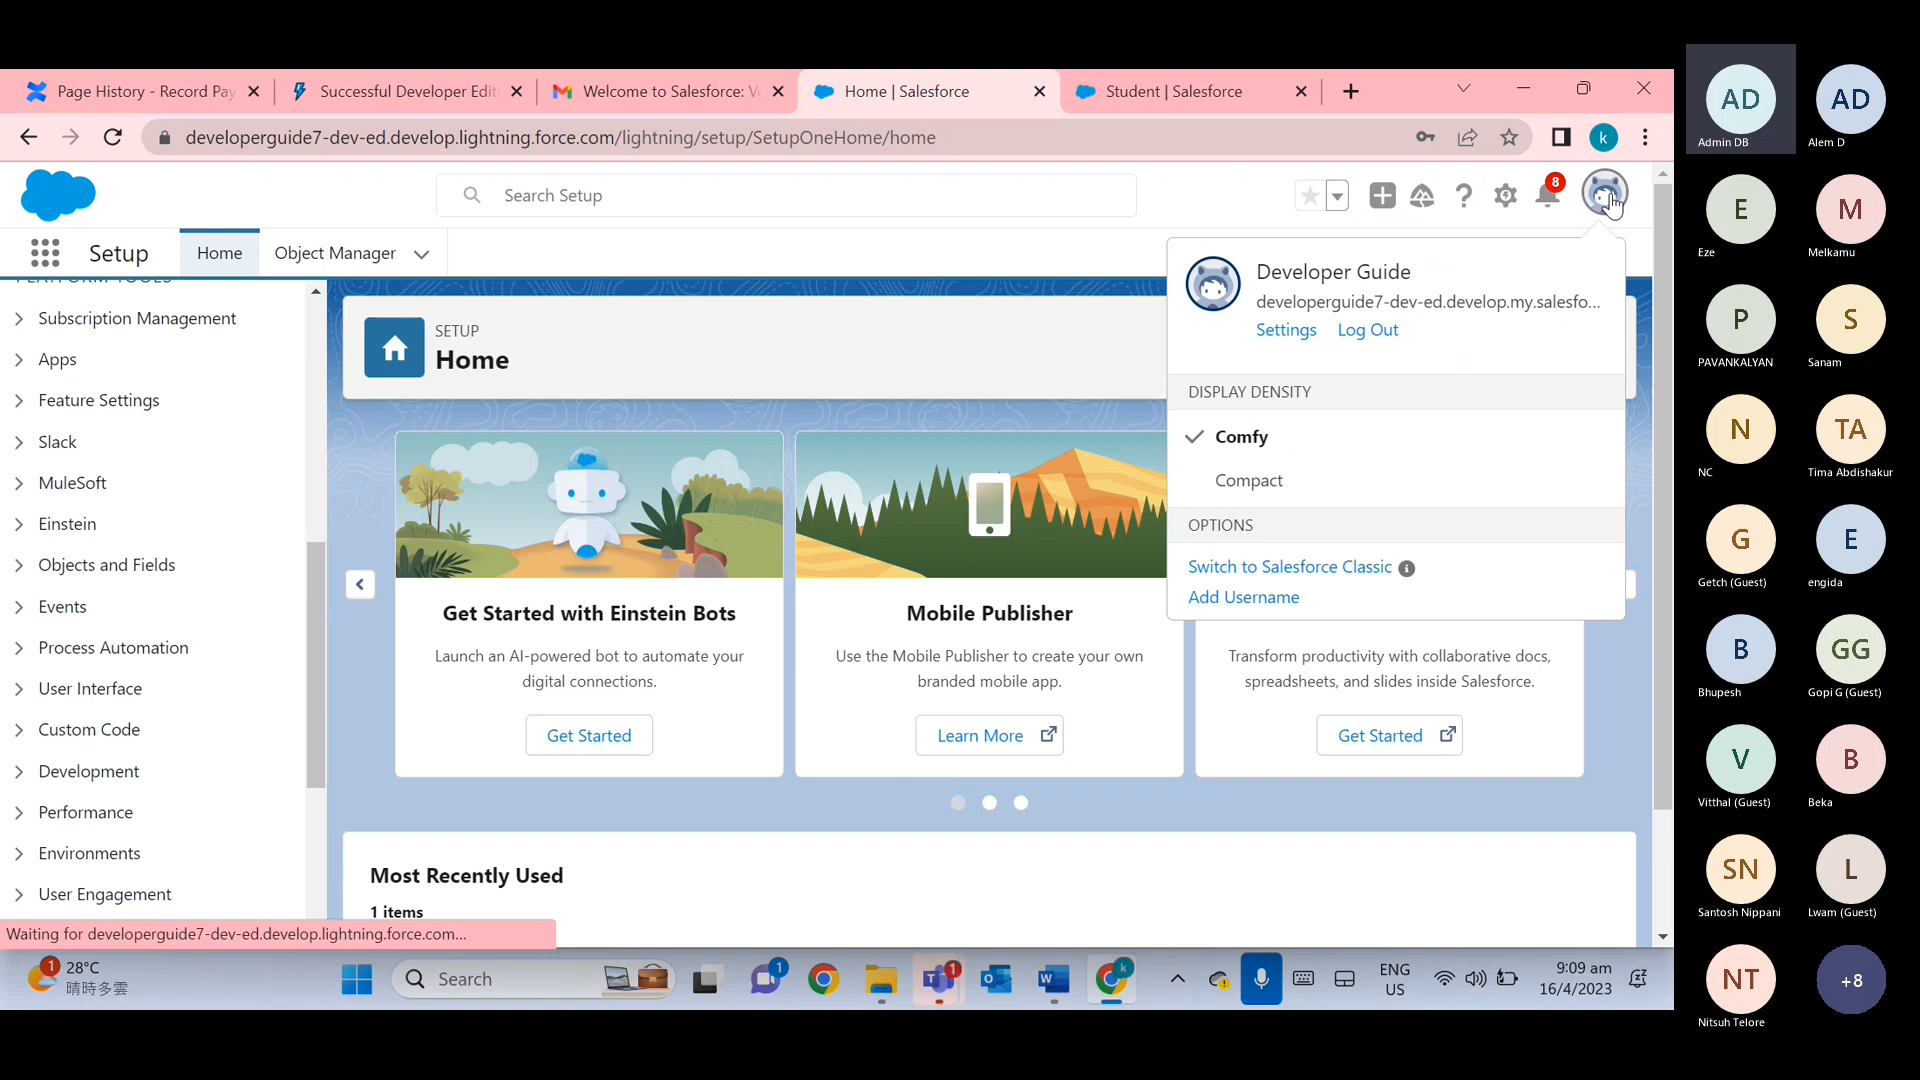 Page History - Record Pay
Successful Developer Edit
Welcome to Salesforce: V
Home | Salesforce
Student | Salesforce
developerguide7-dev-ed.develop.lightning.force.com/lightning/setup/SetupOneHome/home
k
Search Setup
8
Setup
Home
Object Manager
PLATFORM TOOLS
Subscription Management
Apps
Feature Settings
Slack
MuleSoft
Einstein
Objects and Fields
Events
Process Automation
User Interface
Custom Code
Development
Performance
Environments
User Engagement
Waiting for developerguide7-dev-ed.develop.lightning.force.com...
SETUP
Home
Get Started with Einstein Bots
Launch an AI-powered bot to automate your
digital connections.
Get Started
Mobile Publisher
Use the Mobile Publisher to create your own
branded mobile app.
Learn More
Transform productivity with collaborative docs,
spreadsheets, and slides inside Salesforce.
Get Started
Most Recently Used
1 items
Developer Guide
developerguide7-dev-ed.develop.my.salesfo...
Settings
Log Out
DISPLAY DENSITY
Comfy
Compact
OPTIONS
Switch to Salesforce Classic
Add Username
1
28°C
晴時多雲
Search
1
1
k
ENG
US
9:09 am
16/4/2023
AD
Admin DB
AD
Alem D
E
Eze
M
Melkamu
P
PAVANKALYAN
S
Sanam
N
NC
TA
Tima Abdishakur
G
Getch (Guest)
E
engida
B
Bhupesh
GG
Gopi G (Guest)
V
Vitthal (Guest)
B
Beka
SN
Santosh Nippani
L
Lwam (Guest)
NT
Nitsuh Telore
+8